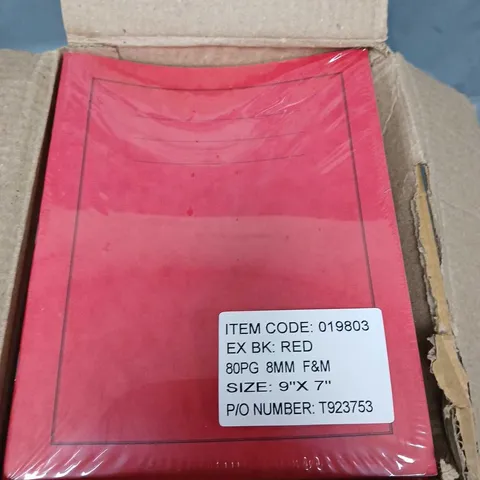 ITEM CODE: 019803
EX BK: RED
80PG 8MM F&M
SIZE: 9"X 7"
P/O NUMBER: T923753